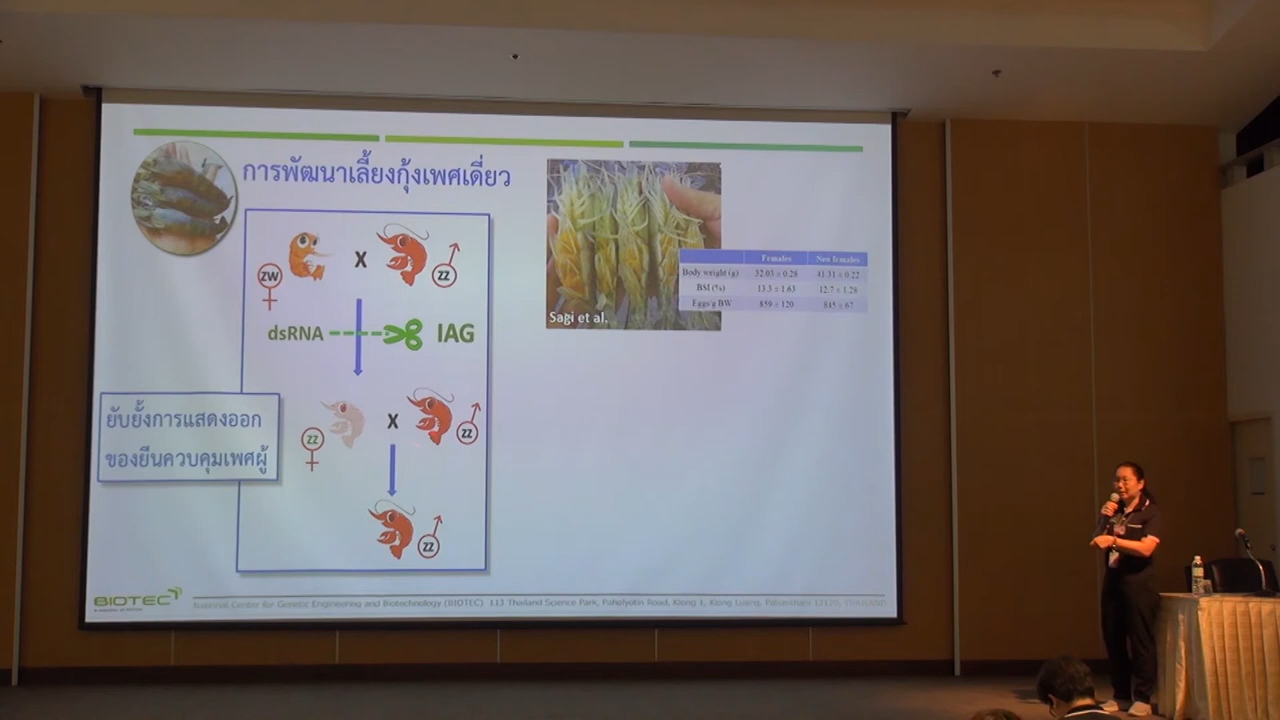 การพัฒนาเลี้ยงกุ้งเพศเดี่ยว
ZW
X
ZZ
dsRNA
IAG
ยับยั้งการแสดงออก
ของยีนควบคุมเพศผู้
ZZ
X
ZZ
ZZ
Sagi et al.
Females Neo females
Body weight (g) 32.03 ± 0.28 41.31 ± 0.22
BSI (%) 13.3 ± 1.63 12.7 ± 1.28
Eggs/g BW 859 ± 120 845 ± 67
BIOTEC
National Center for Genetic Engineering and Biotechnology (BIOTEC) 113 Thailand Science Park, Pahalyotin Road, Klong 1, Klong Luang, Pathumthani 12120, THAILAND